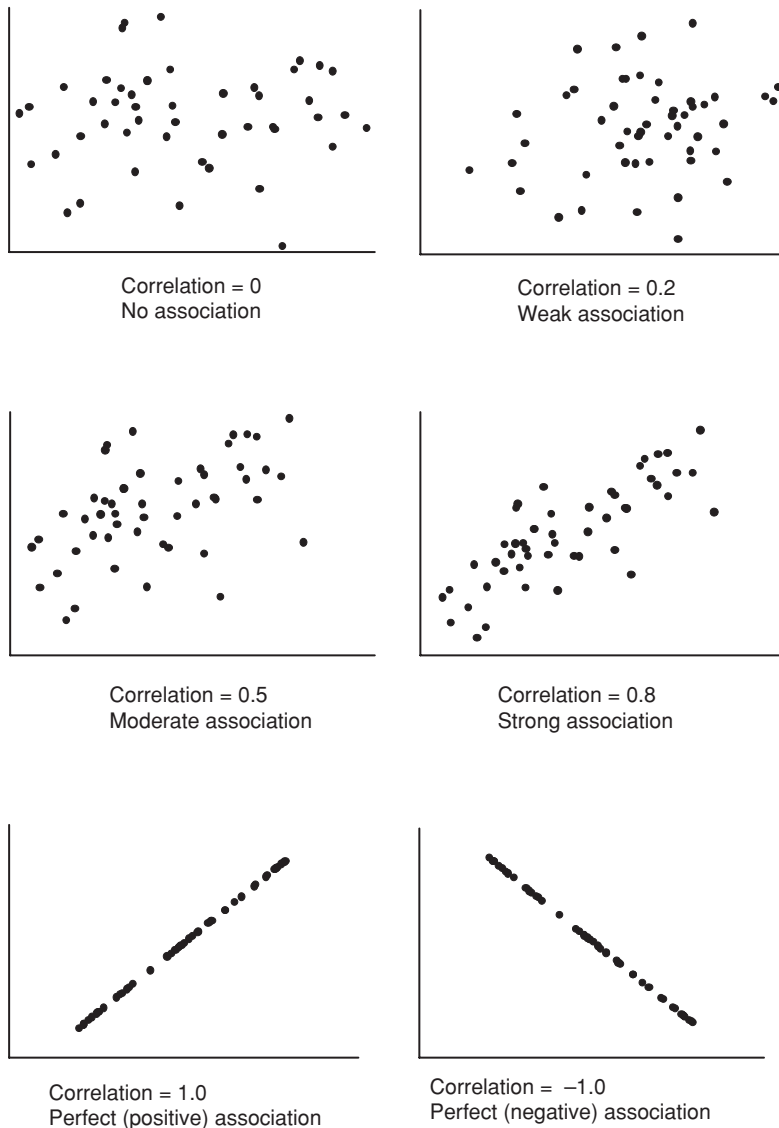 Correlation = 0
No association
Correlation = 0.2
Weak association
Correlation = 0.5
Moderate association
Correlation = 0.8
Strong association
Correlation = 1.0
Perfect (positive) association
Correlation = –1.0
Perfect (negative) association